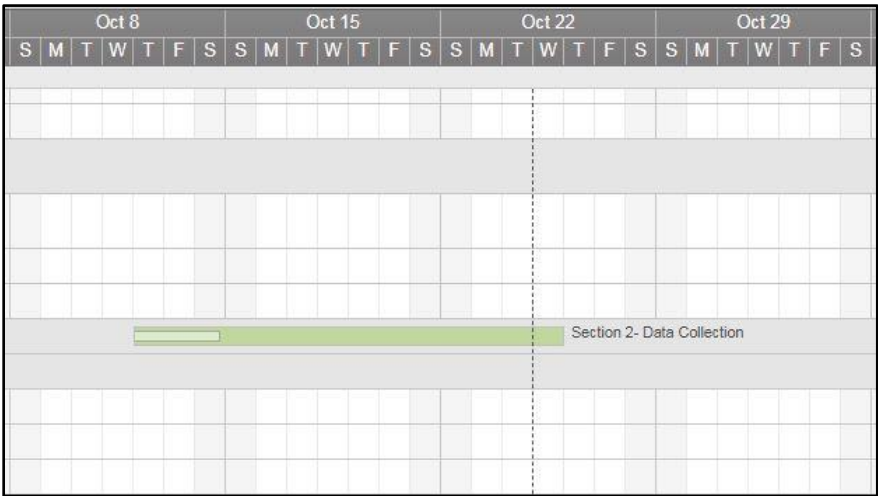 Oct 8 Oct 15 Oct 22 Oct 29
S M T W T F S S M T W T F S S M T W T F S S M T W T F S
Section 2- Data Collection